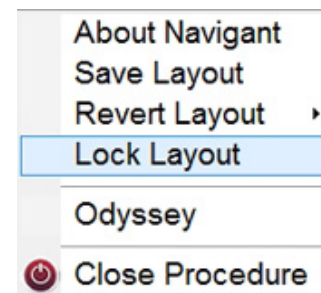 About Navigant
Save Layout
Revert Layout
Lock Layout
Odyssey
Close Procedure